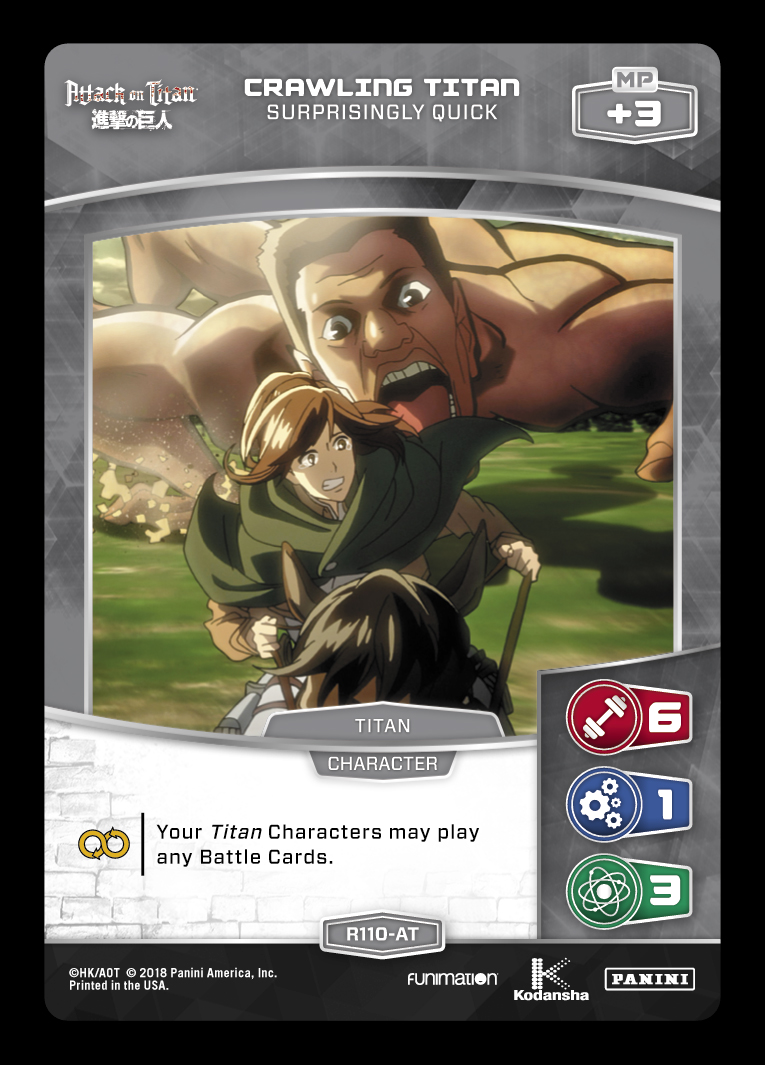 Attack on Titan
進撃の巨人
CRAWLING TITAN
SURPRISINGLY QUICK
MP
+3
TITAN
CHARACTER
6
1
3
Your Titan Characters may play
any Battle Cards.
R110-AT
©HK/AOT © 2018 Panini America, Inc.
Printed in the USA.
FUNIMATION
Kodansha
PANINI